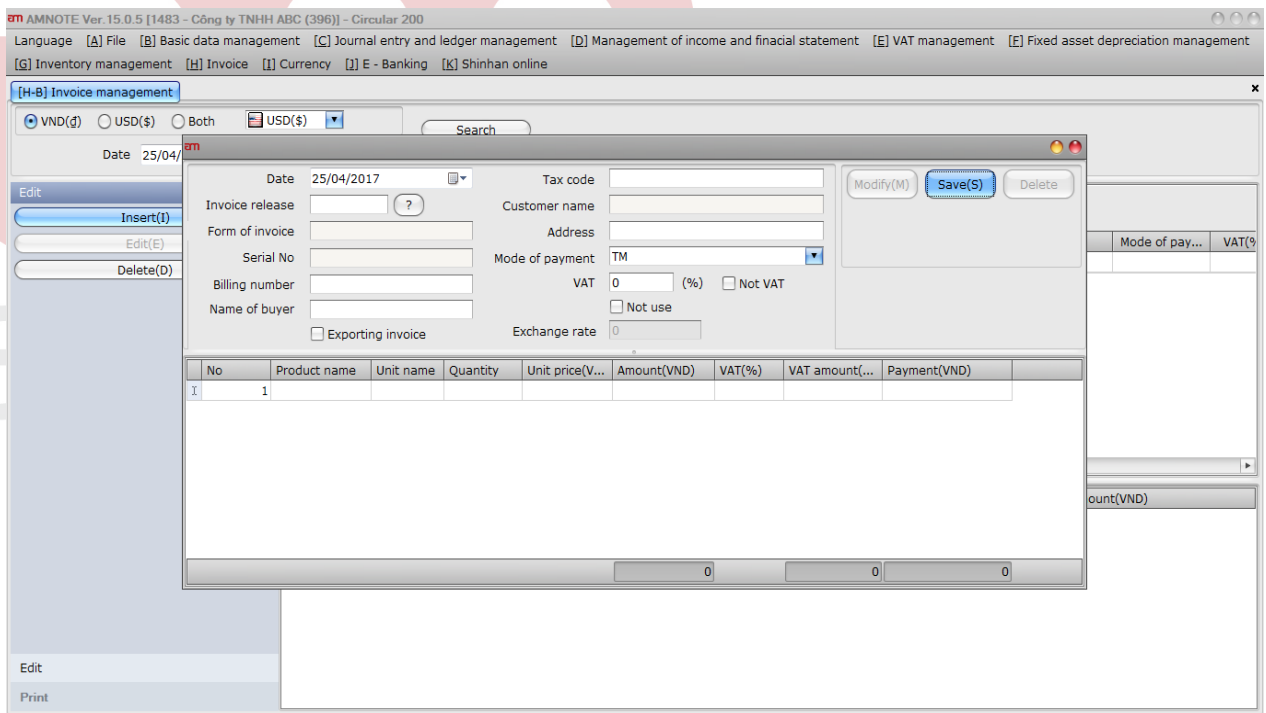 am AMNOTE Ver. 15.0.5 [1483 - Công ty TNHH ABC (396)] - Circular 200
Language [A] File [B] Basic data management [C] Journal entry and ledger management [D] Management of income and finacial statement [E] VAT management [F] Fixed asset depreciation management
[G] Inventory management [H] Invoice [I] Currency [J] E - Banking [K] Shinhan online
[H-B] Invoice management x
VND(₫) USD($) Both USD($) Search
Date 25/04/
am
Edit
Insert(I)
Edit(E)
Delete(D)
Date 25/04/2017 Tax code
Invoice release ? Customer name
Form of invoice Address
Serial No Mode of payment TM
Billing number VAT 0 (%) Not VAT
Name of buyer Not use
Exporting invoice Exchange rate 0
Modify(M) Save(S) Delete
Mode of pay... VAT(%
No Product name Unit name Quantity Unit price(V... Amount(VND) VAT(%) VAT amount(... Payment(VND)
1
ount(VND)
0 0 0
Edit
Print